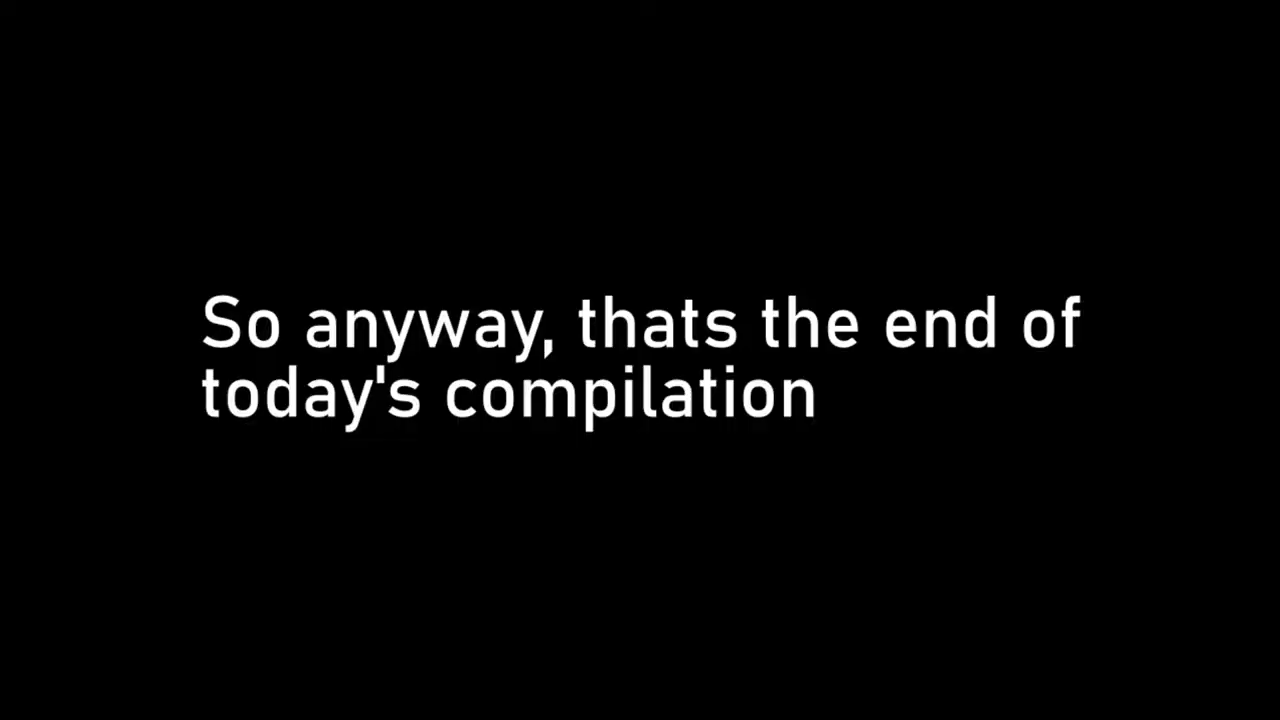 So anyway, thats the end of
today's compilation